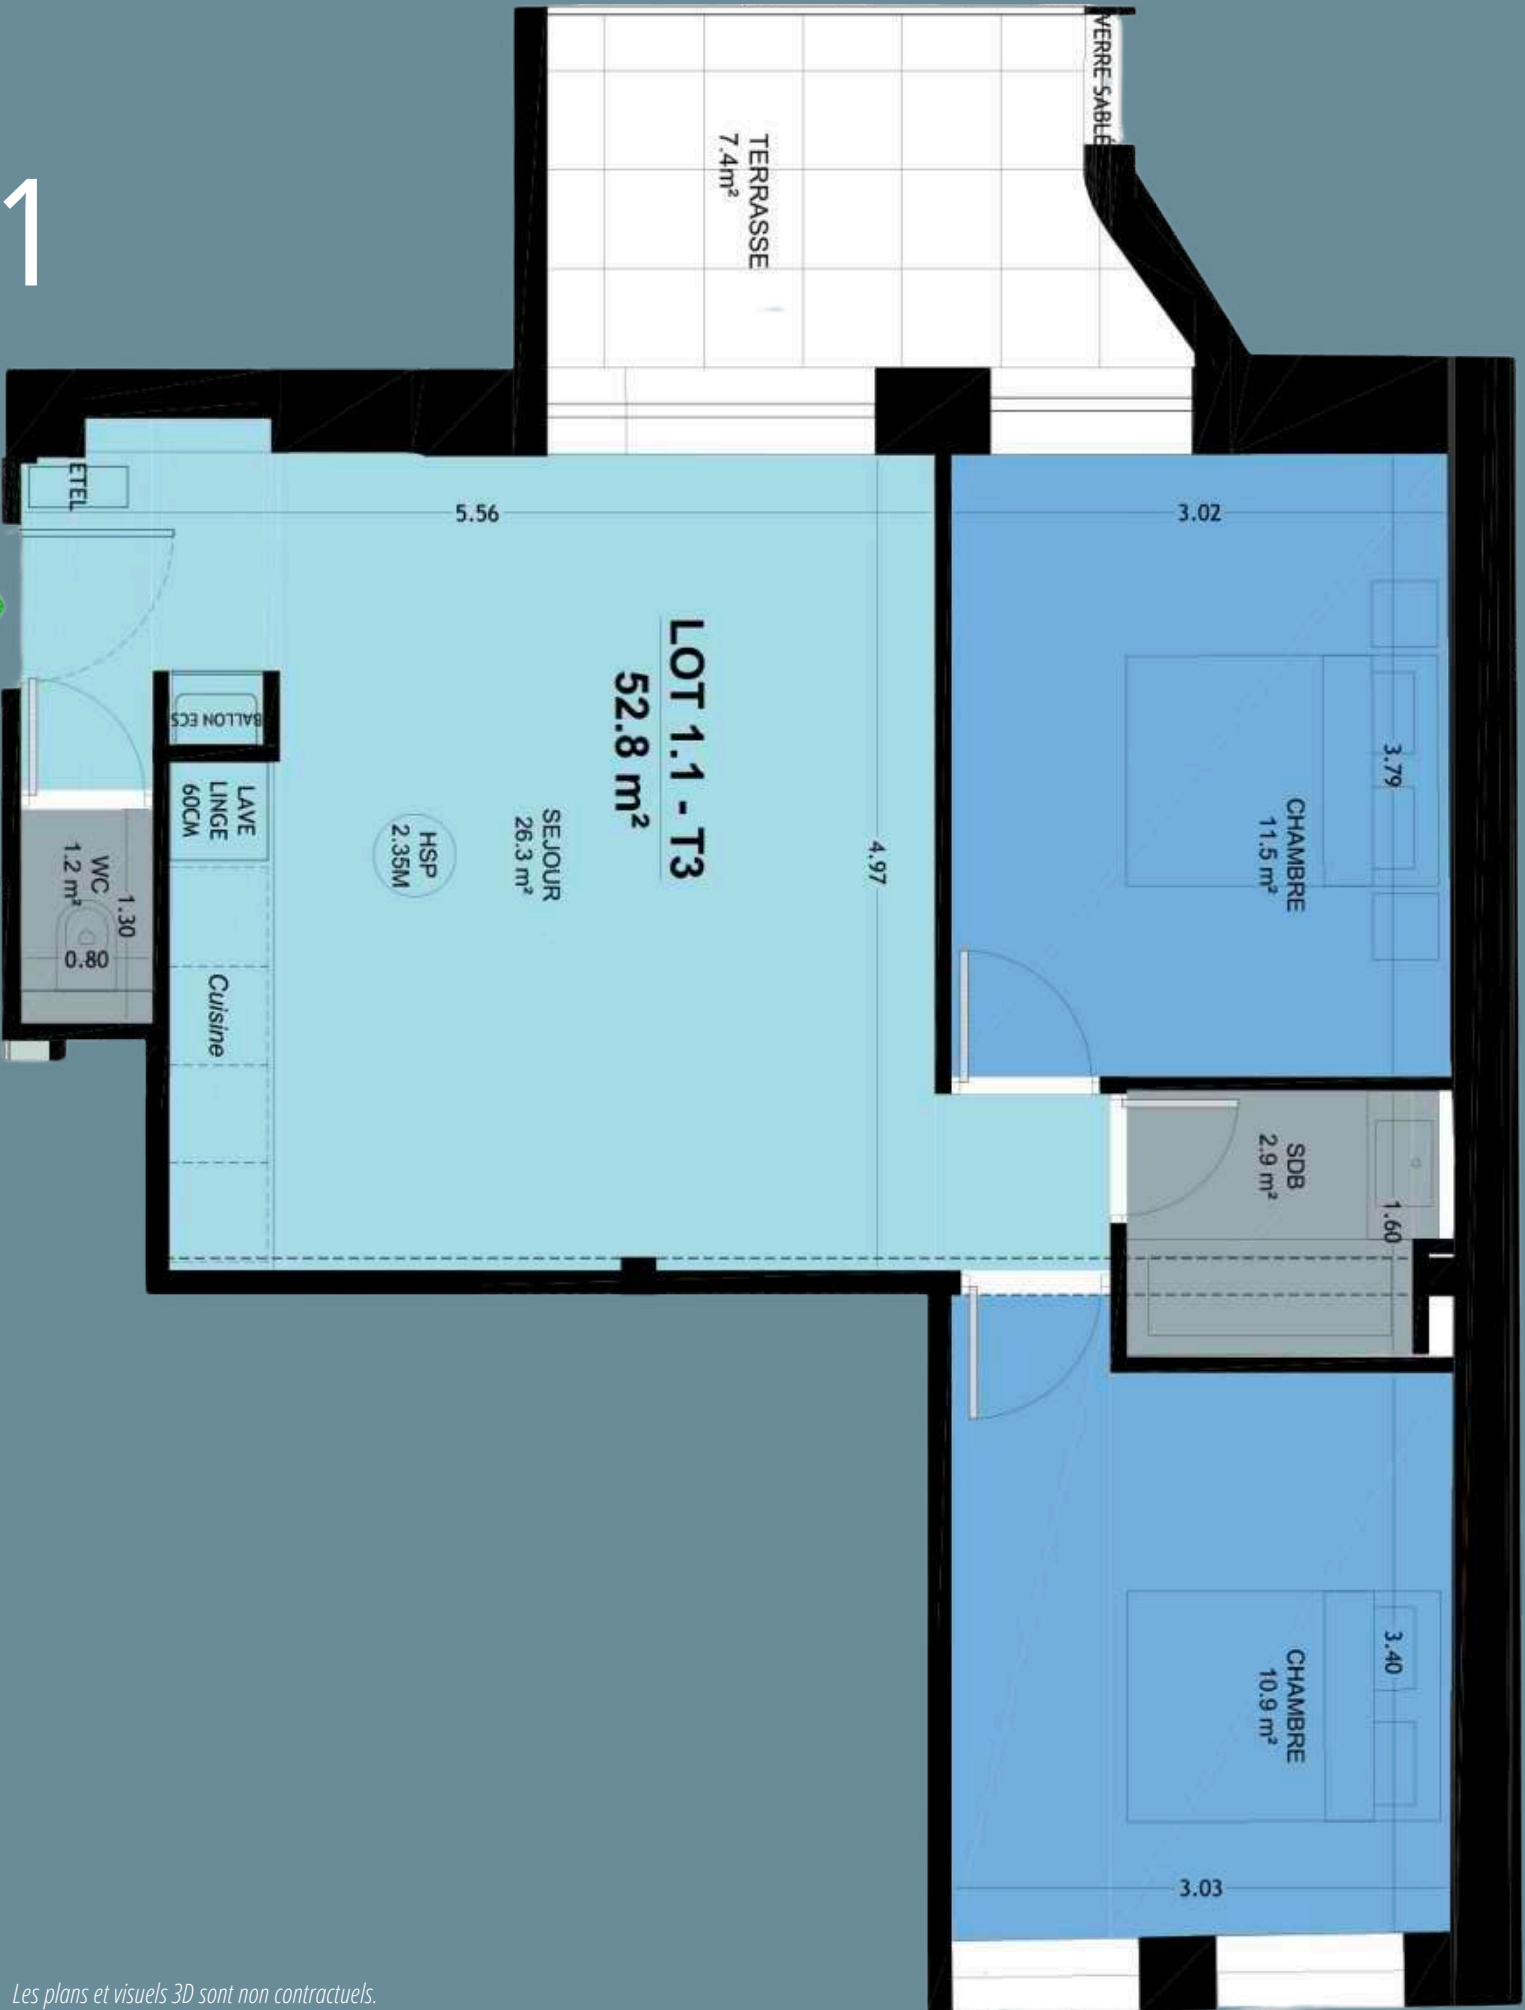 1
VERRE SABLÉ
TERRASSE
7.4m²
ETEL
5.56
3.02
LOT 1.1 - T3
52.8 m²
BALLON ECS
LAVE
LINGE
60CM
3.79
CHAMBRE
11.5 m²
SEJOUR
26.3 m²
HSP
2.35M
4.97
WC
1.2 m²
1.30
0.80
Cuisine
SDB
2.9 m²
1.60
CHAMBRE
10.9 m²
3.40
3.03
Les plans et visuels 3D sont non contractuels.